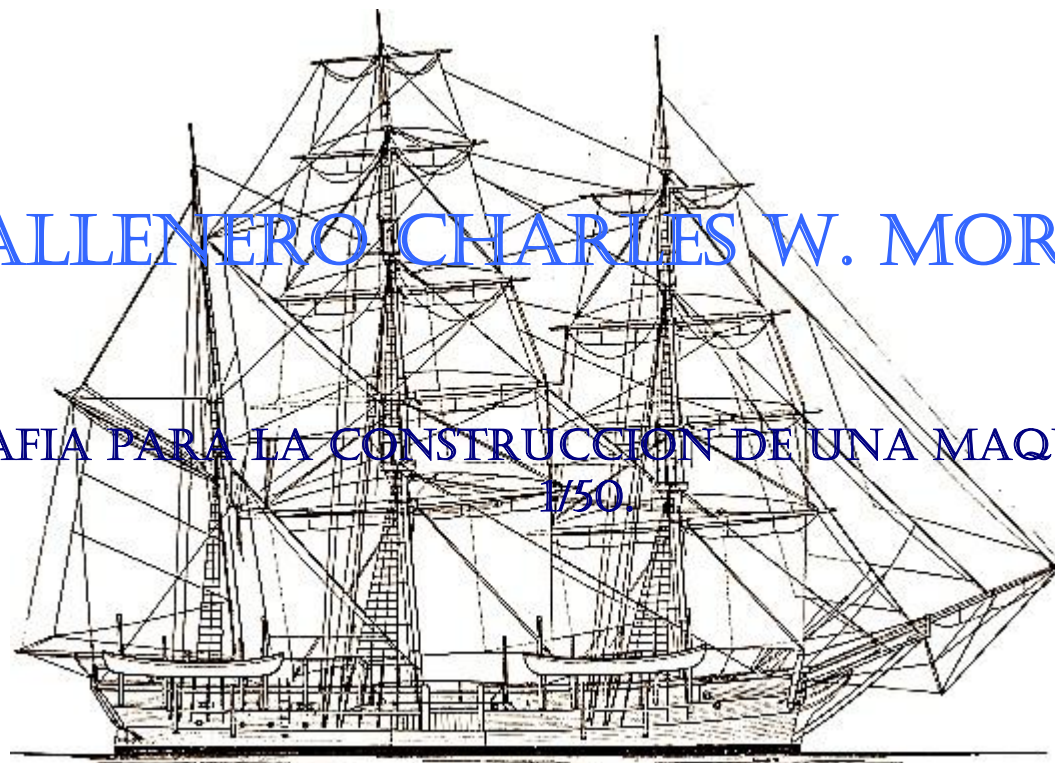 ALLENERO CHARLES W. MOR
AFIA PARA LA CONSTRUCCION DE UNA MAQ
1/50.